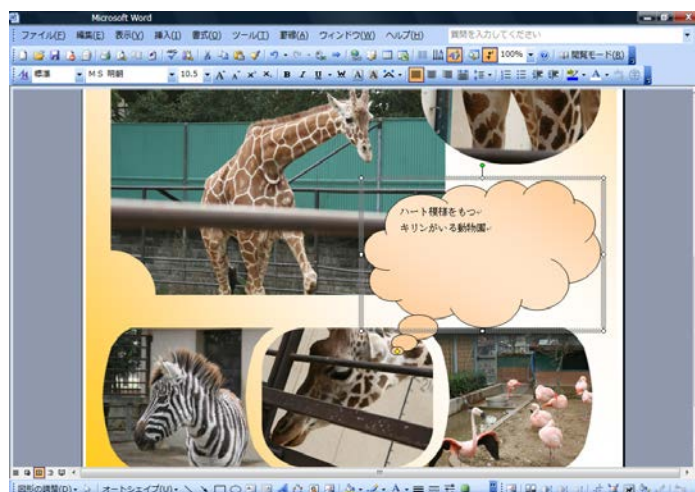 Microsoft Word
ファイル(F) 編集(E) 表示(V) 挿入(I) 書式(O) ツール(T) 罫線(A) ウィンドウ(W) ヘルプ(H) 質問を入力してください
100% 閲覧モード(R)
標準 MS 明朝 10.5
ハート模様をもつ
キリンがいる動物園
図形の調整(D) オートシェイプ(U)